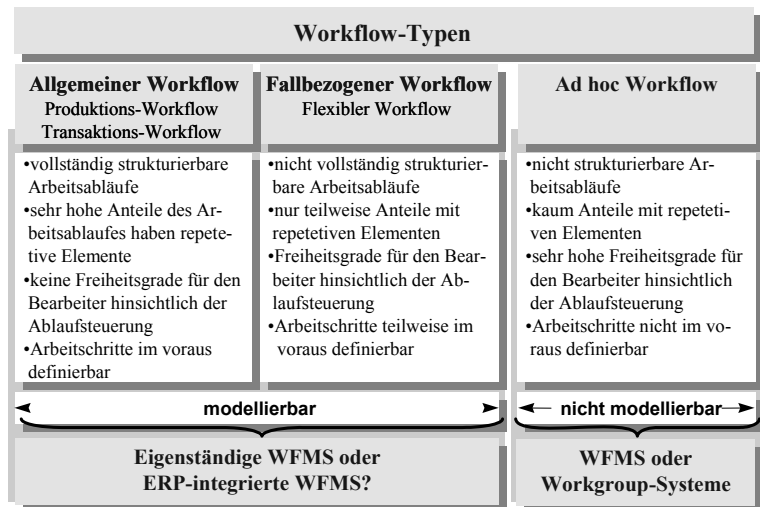 Workflow-Typen
Allgemeiner Workflow
Produktions-Workflow
Transaktions-Workflow
•vollständig strukturierbare
Arbeitsabläufe
•sehr hohe Anteile des Ar-
beitsablaufes haben repete-
tive Elemente
•keine Freiheitsgrade für den
Bearbeiter hinsichtlich der
Ablaufsteuerung
•Arbeitschritte im voraus
definierbar
Fallbezogener Workflow
Flexibler Workflow
•nicht vollständig strukturier-
bare Arbeitsabläufe
•nur teilweise Anteile mit
repetetiven Elementen
•Freiheitsgrade für den Bear-
beiter hinsichtlich der Ab-
laufsteuerung
•Arbeitschritte teilweise im
voraus definierbar
Ad hoc Workflow
•nicht strukturierbare Ar-
beitsabläufe
•kaum Anteile mit repeteti-
ven Elementen
•sehr hohe Freiheitsgrade für
den Bearbeiter hinsichtlich
der Ablaufsteuerung
•Arbeitschritte nicht im vo-
raus definierbar
modellierbar
nicht modellierbar
Eigenständige WFMS oder
ERP-integrierte WFMS?
WFMS oder
Workgroup-Systeme